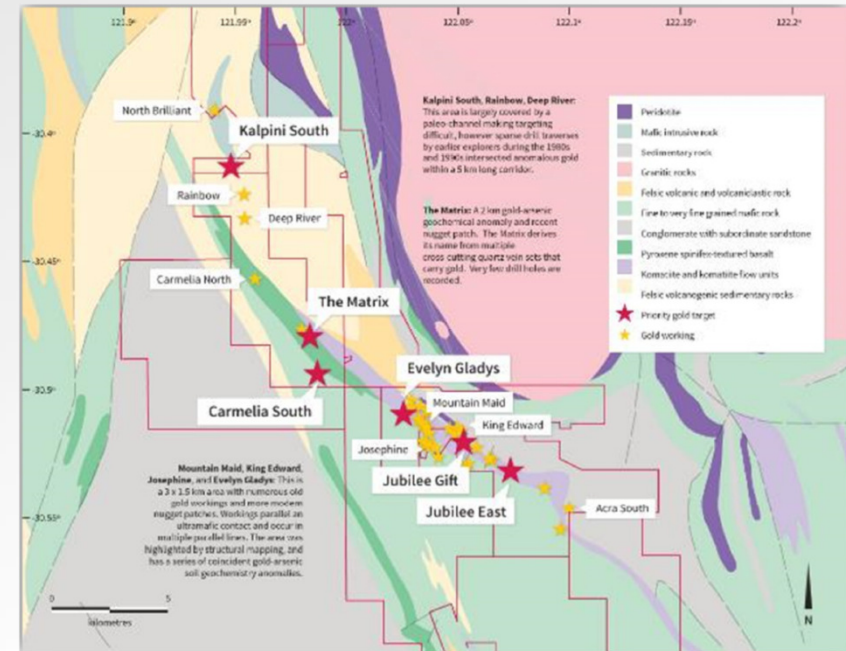 121.9°
121.99°
122°
122.05°
122.1°
122.15°
122.2°
-30.4°
-30.45°
-30.9°
-30.55°
North Brilliant
Kalpini South
Rainbow
Deep River
Carmelia North
The Matrix
Carmelia South
Evelyn Gladys
Mountain Maid
King Edward
Josephine
Jubilee Gift
Jubilee East
Acra South
Kalpini South, Rainbow, Deep River:
This area is largely covered by a
paleo-channel making targeting
difficult, however sparse drill traverses
by earlier explorers during the 1980s
and 1990s intersected anomalous gold
within a 5 km long corridor.
The Matrix: A 2 km gold-arsenic
geochemical anomaly and recent
nugget patch. The Matrix derives
its name from multiple
cross-cutting quartz vein sets that
carry gold. Very few drill holes are
recorded.
Peridotite
Mafic intrusive rock
Sedimentary rock
Granitic rocks
Felsic volcanic and volcaniclastic rock
Fine to very fine grained mafic rock
Conglomerate with subordinate sandstone
Pyroxene spinifex-textured basalt
Komatiite and komatiite flow units
Felsic volcanogenic sedimentary rocks
Priority gold target
Gold working
Mountain Maid, King Edward,
Josephine, and Evelyn Gladys: This is
a 3 x 1.5 km area with numerous old
gold workings and more modern
nugget patches. Workings parallel an
ultramafic contact and occur in
multiple parallel lines. The area was
highlighted by structural mapping, and
has a series of coincident gold-arsenic
soil geochemistry anomalies.
0
5
kilometres
N